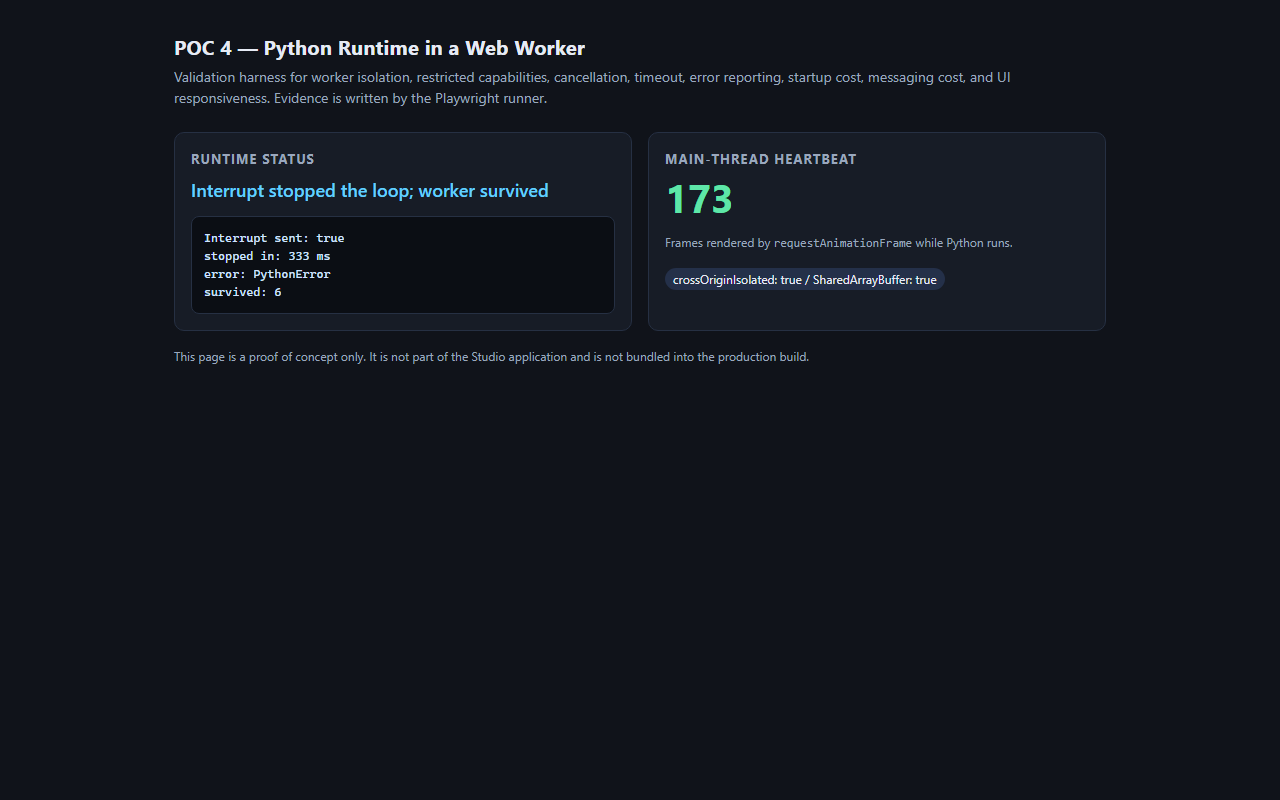 POC 4 — Python Runtime in a Web Worker
Validation harness for worker isolation, restricted capabilities, cancellation, timeout, error reporting, startup cost, messaging cost, and UI
responsiveness. Evidence is written by the Playwright runner.
RUNTIME STATUS
Interrupt stopped the loop; worker survived
Interrupt sent: true
stopped in: 333 ms
error: PythonError
survived: 6
MAIN-THREAD HEARTBEAT
173
Frames rendered by requestAnimationFrame while Python runs.
crossOriginIsolated: true / SharedArrayBuffer: true
This page is a proof of concept only. It is not part of the Studio application and is not bundled into the production build.